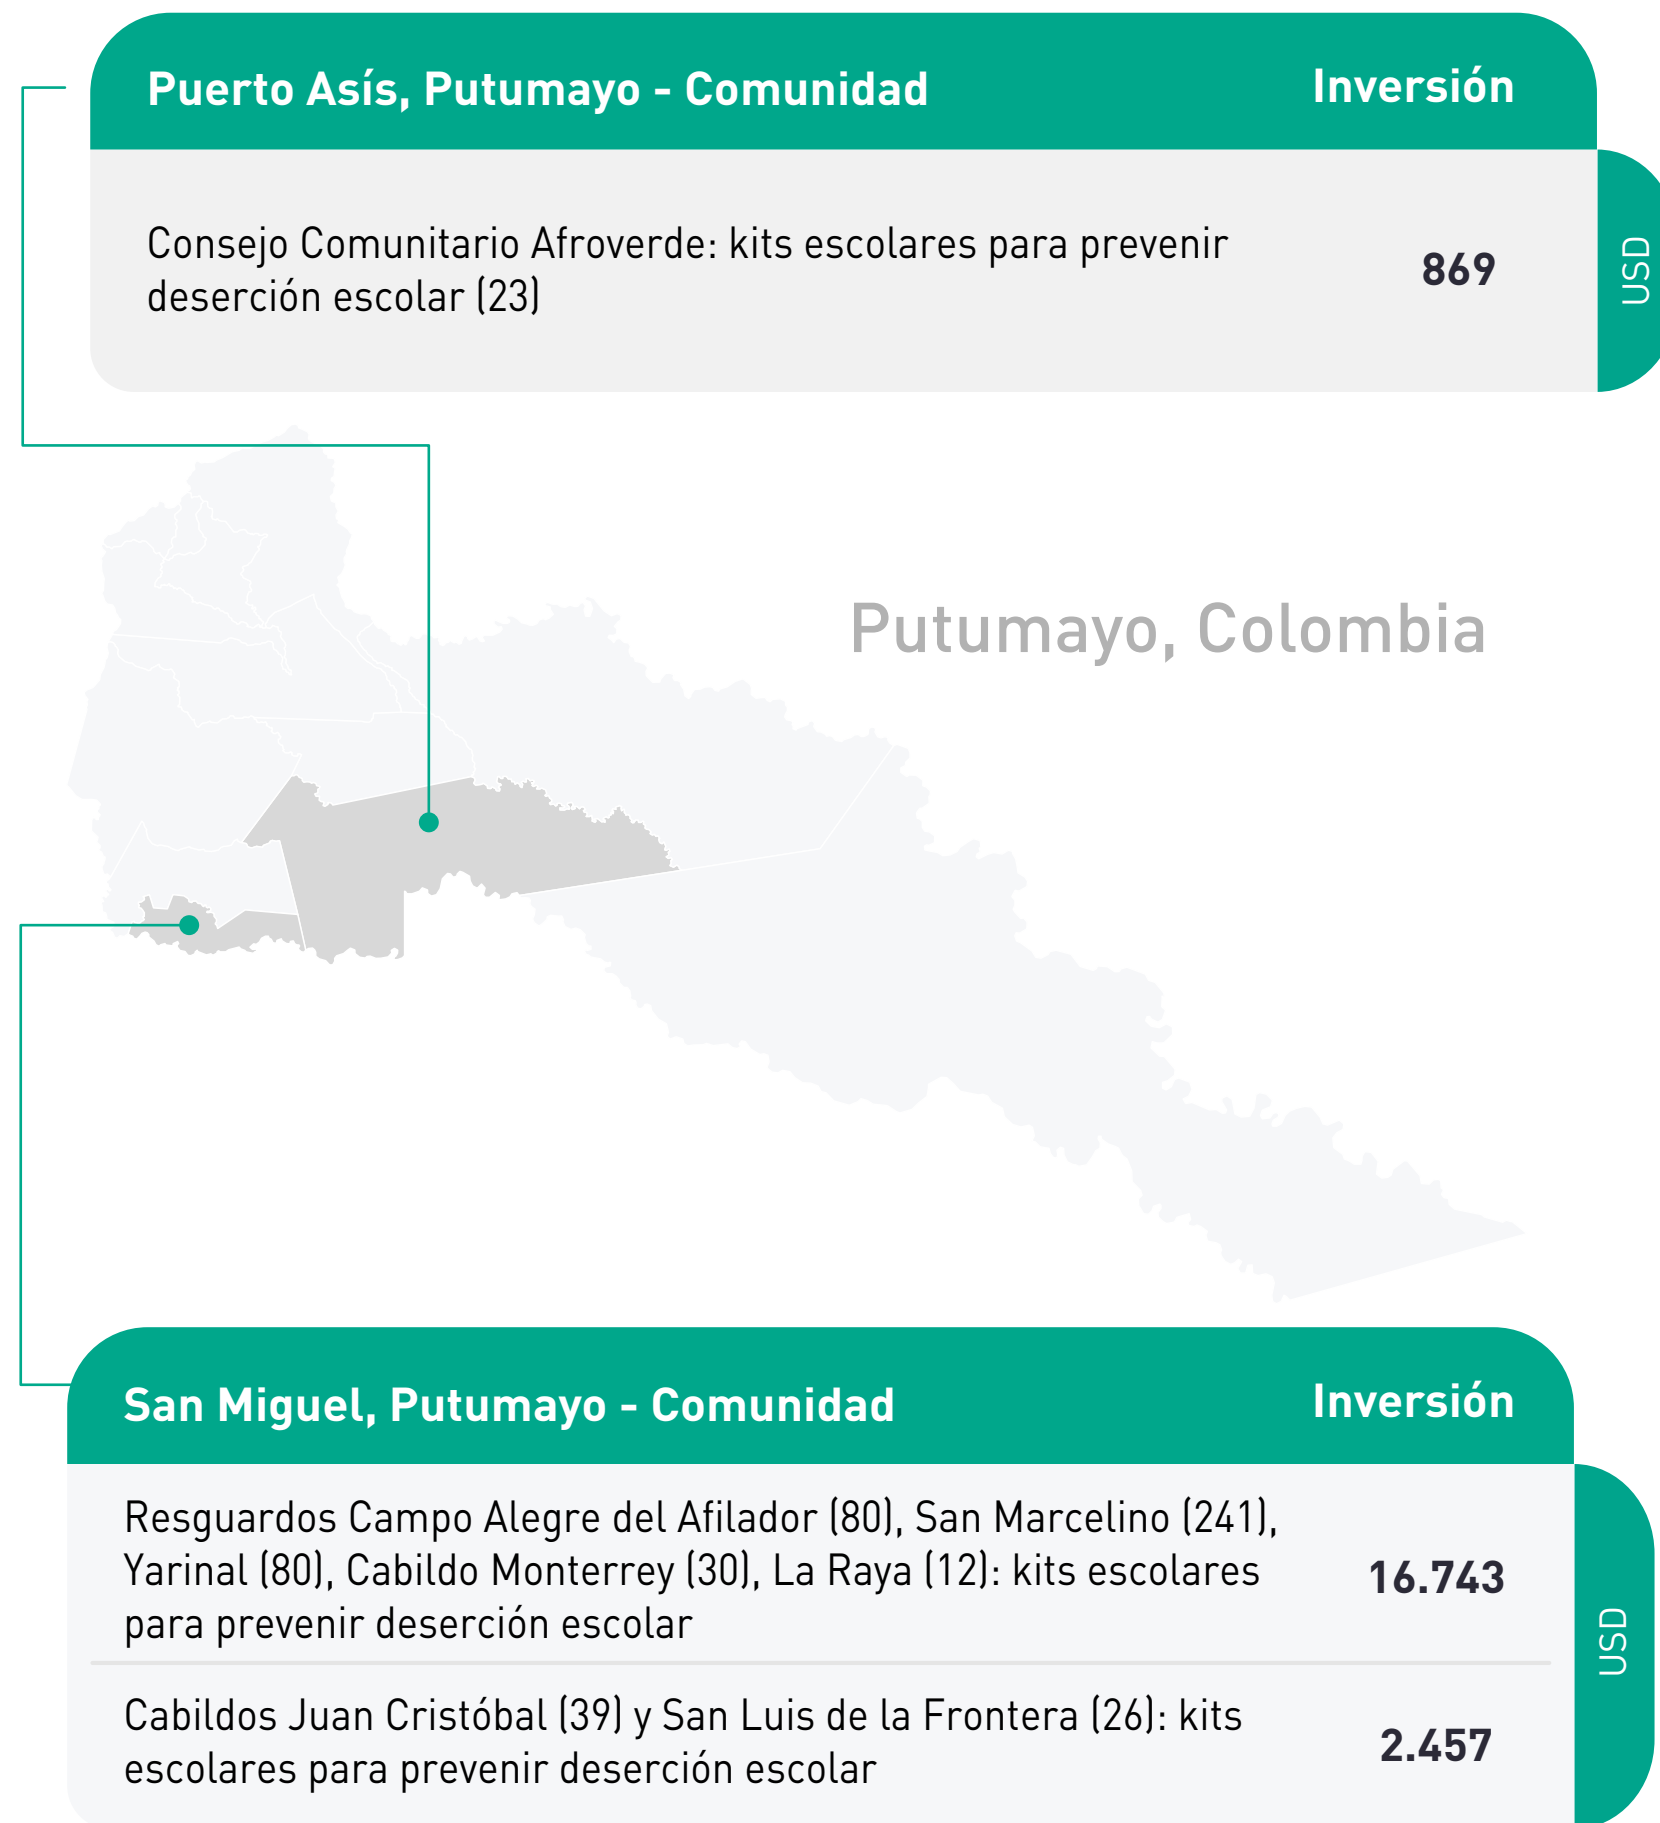 Puerto Asís, Putumayo - Comunidad Inversión
Consejo Comunitario Afroverde: kits escolares para prevenir
deserción escolar (23)
869
USD
Putumayo, Colombia
San Miguel, Putumayo - Comunidad Inversión
Resguardos Campo Alegre del Afilador (80), San Marcelino (241),
Yarinal (80), Cabildo Monterrey (30), La Raya (12): kits escolares
para prevenir deserción escolar
16.743
Cabildos Juan Cristóbal (39) y San Luis de la Frontera (26): kits
escolares para prevenir deserción escolar
2.457
USD